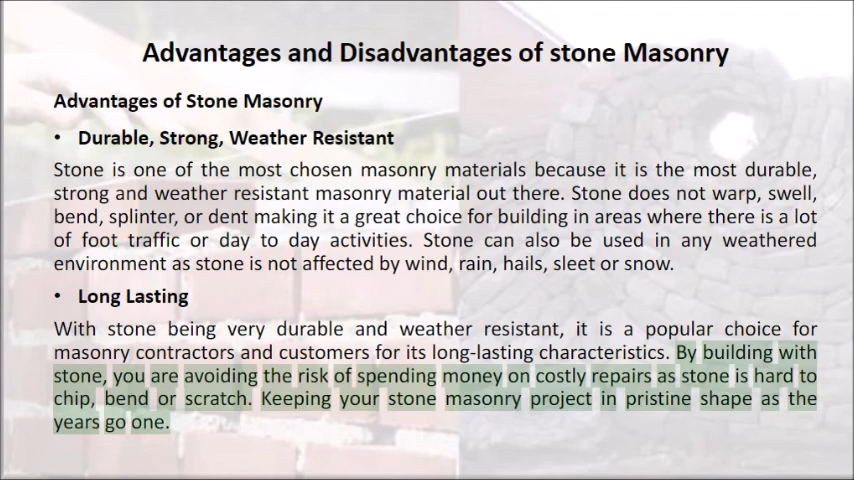 Advantages and Disadvantages of stone Masonry
Advantages of Stone Masonry
• Durable, Strong, Weather Resistant
Stone is one of the most chosen masonry materials because it is the most durable,
strong and weather resistant masonry material out there. Stone does not warp, swell,
bend, splinter, or dent making it a great choice for building in areas where there is a lot
of foot traffic or day to day activities. Stone can also be used in any weathered
environment as stone is not affected by wind, rain, hails, sleet or snow.
• Long Lasting
With stone being very durable and weather resistant, it is a popular choice for
masonry contractors and customers for its long-lasting characteristics. By building with
stone, you are avoiding the risk of spending money on costly repairs as stone is hard to
chip, bend or scratch. Keeping your stone masonry project in pristine shape as the
years go one.